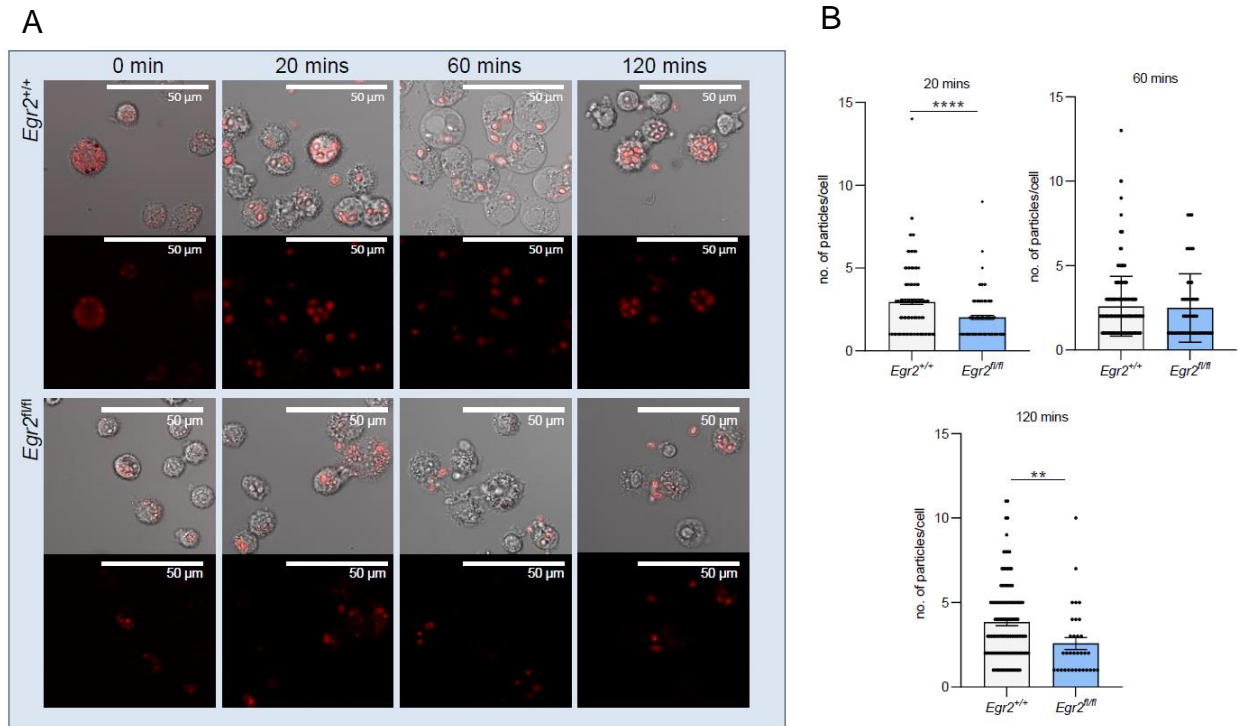 A
B
0 min 20 mins 60 mins 120 mins
Egr2+/+
50 µm 50 µm 50 µm 50 µm
50 µm 50 µm 50 µm 50 µm
Egr2fl/fl
50 µm 50 µm 50 µm 50 µm
50 µm 50 µm 50 µm 50 µm
20 mins
no. of particles/cell
15
10
5
0
****
Egr2+/+ Egr2fl/fl
60 mins
no. of particles/cell
15
10
5
0
Egr2+/+ Egr2fl/fl
120 mins
no. of particles/cell
15
10
5
0
**
Egr2+/+ Egr2fl/fl